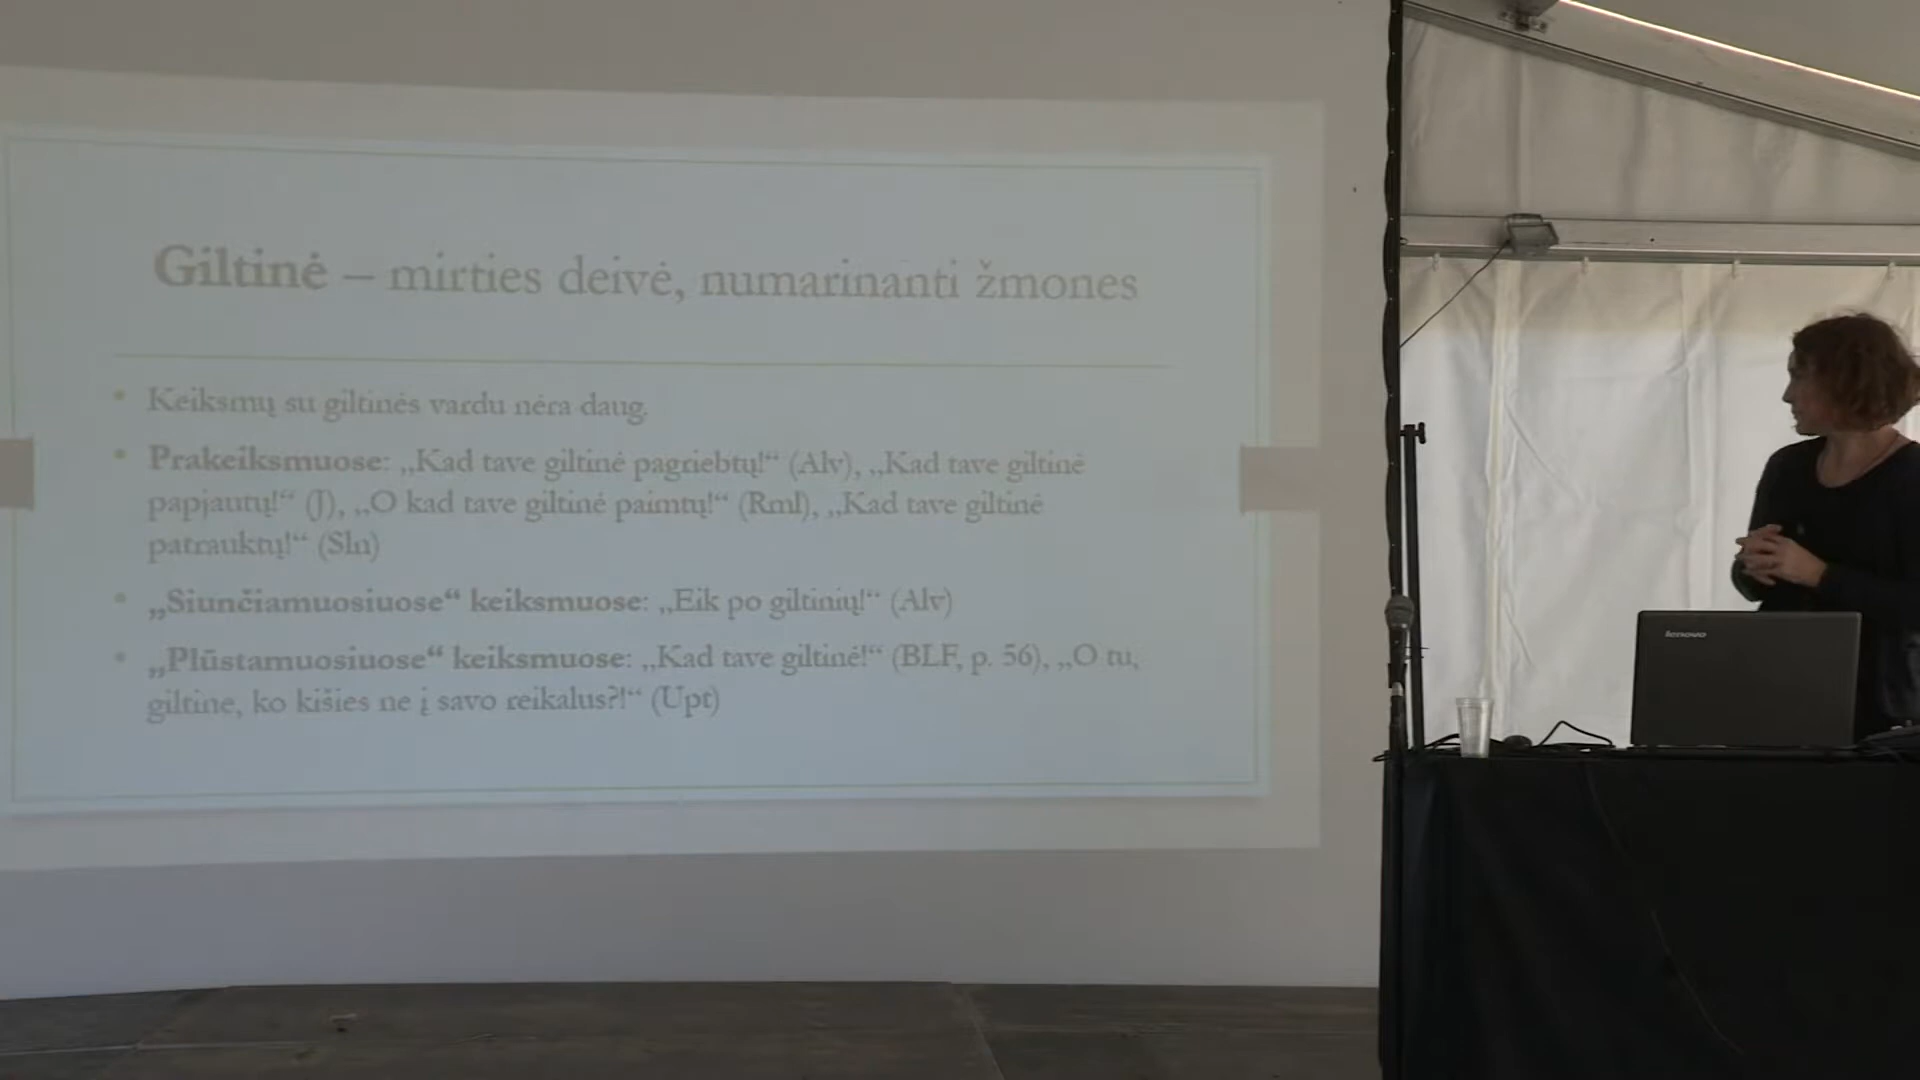 Giltinė – mirties deivė, numarinanti žmones
• Keiksmų su giltinės vardu nėra daug.
• Prakeiksmuose: „Kad tave giltinė pagriebtų!“ (Alv), „Kad tave giltinė
papjautų!“ (J), „O kad tave giltinė paimtų!“ (Rml), „Kad tave giltinė
patrauktų!“ (Sln)
• „Siunčiamuosiuose“ keiksmuose: „Eik po giltinių!“ (Alv)
• „Plūstamuosiuose“ keiksmuose: „Kad tave giltinė!“ (BLF, p. 56), „O tu,
giltine, ko kišies ne į savo reikalus?!“ (Upt)
lenovo